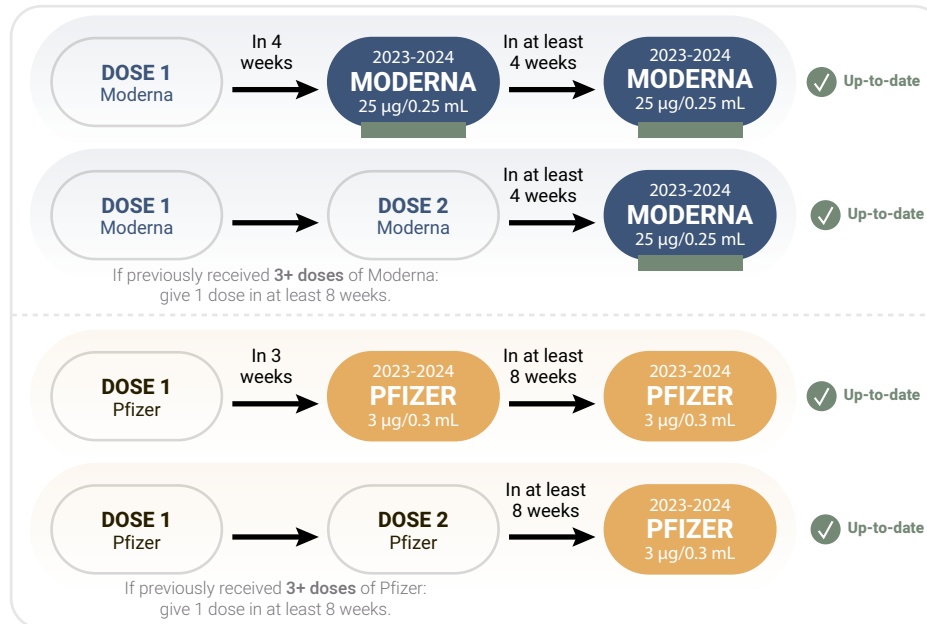 In 4
weeks
In at least
4 weeks
DOSE 1
Moderna
2023-2024
MODERNA
25 µg/0.25 mL
2023-2024
MODERNA
25 µg/0.25 mL
Up-to-date
In at least
4 weeks
DOSE 1
Moderna
DOSE 2
Moderna
2023-2024
MODERNA
25 µg/0.25 mL
Up-to-date
If previously received 3+ doses of Moderna:
give 1 dose in at least 8 weeks.
In 3
weeks
In at least
8 weeks
DOSE 1
Pfizer
2023-2024
PFIZER
3 µg/0.3 mL
2023-2024
PFIZER
3 µg/0.3 mL
Up-to-date
In at least
8 weeks
DOSE 1
Pfizer
DOSE 2
Pfizer
2023-2024
PFIZER
3 µg/0.3 mL
Up-to-date
If previously received 3+ doses of Pfizer:
give 1 dose in at least 8 weeks.